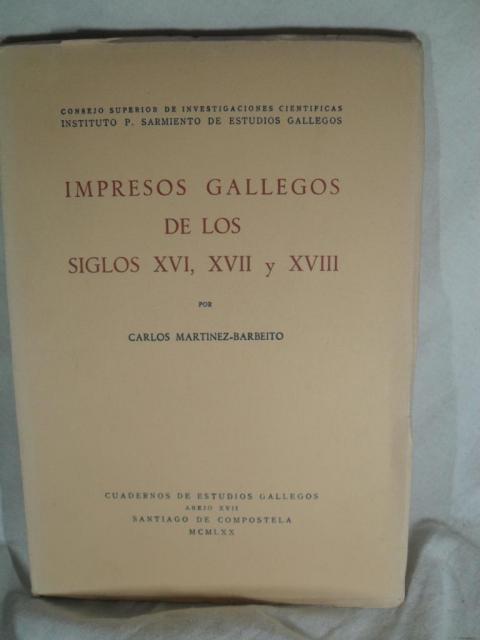 CONSEJO SUPERIOR DE INVESTIGACIONES CIENTIFICAS
INSTITUTO P. SARMIENTO DE ESTUDIOS GALLEGOS
IMPRESOS GALLEGOS
DE LOS
SIGLOS XVI, XVII y XVIII
POR
CARLOS MARTINEZ-BARBEITO
CUADERNOS DE ESTUDIOS GALLEGOS
ANEJO XVII
SANTIAGO DE COMPOSTELA
MCMLXX